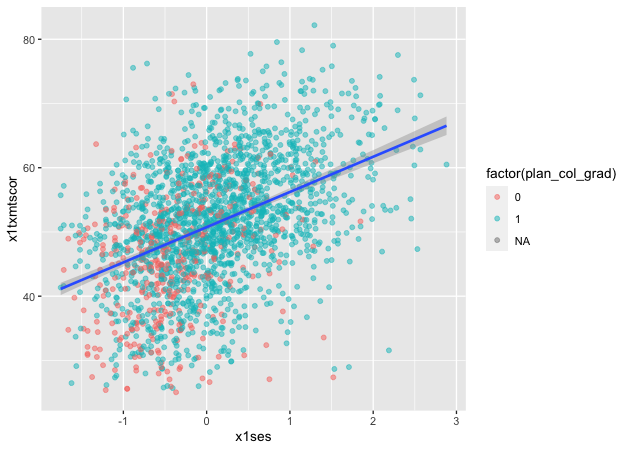 80
60
40
x1txmtscor
-1
0
1
2
3
x1ses
factor(plan_col_grad)
0
1
NA